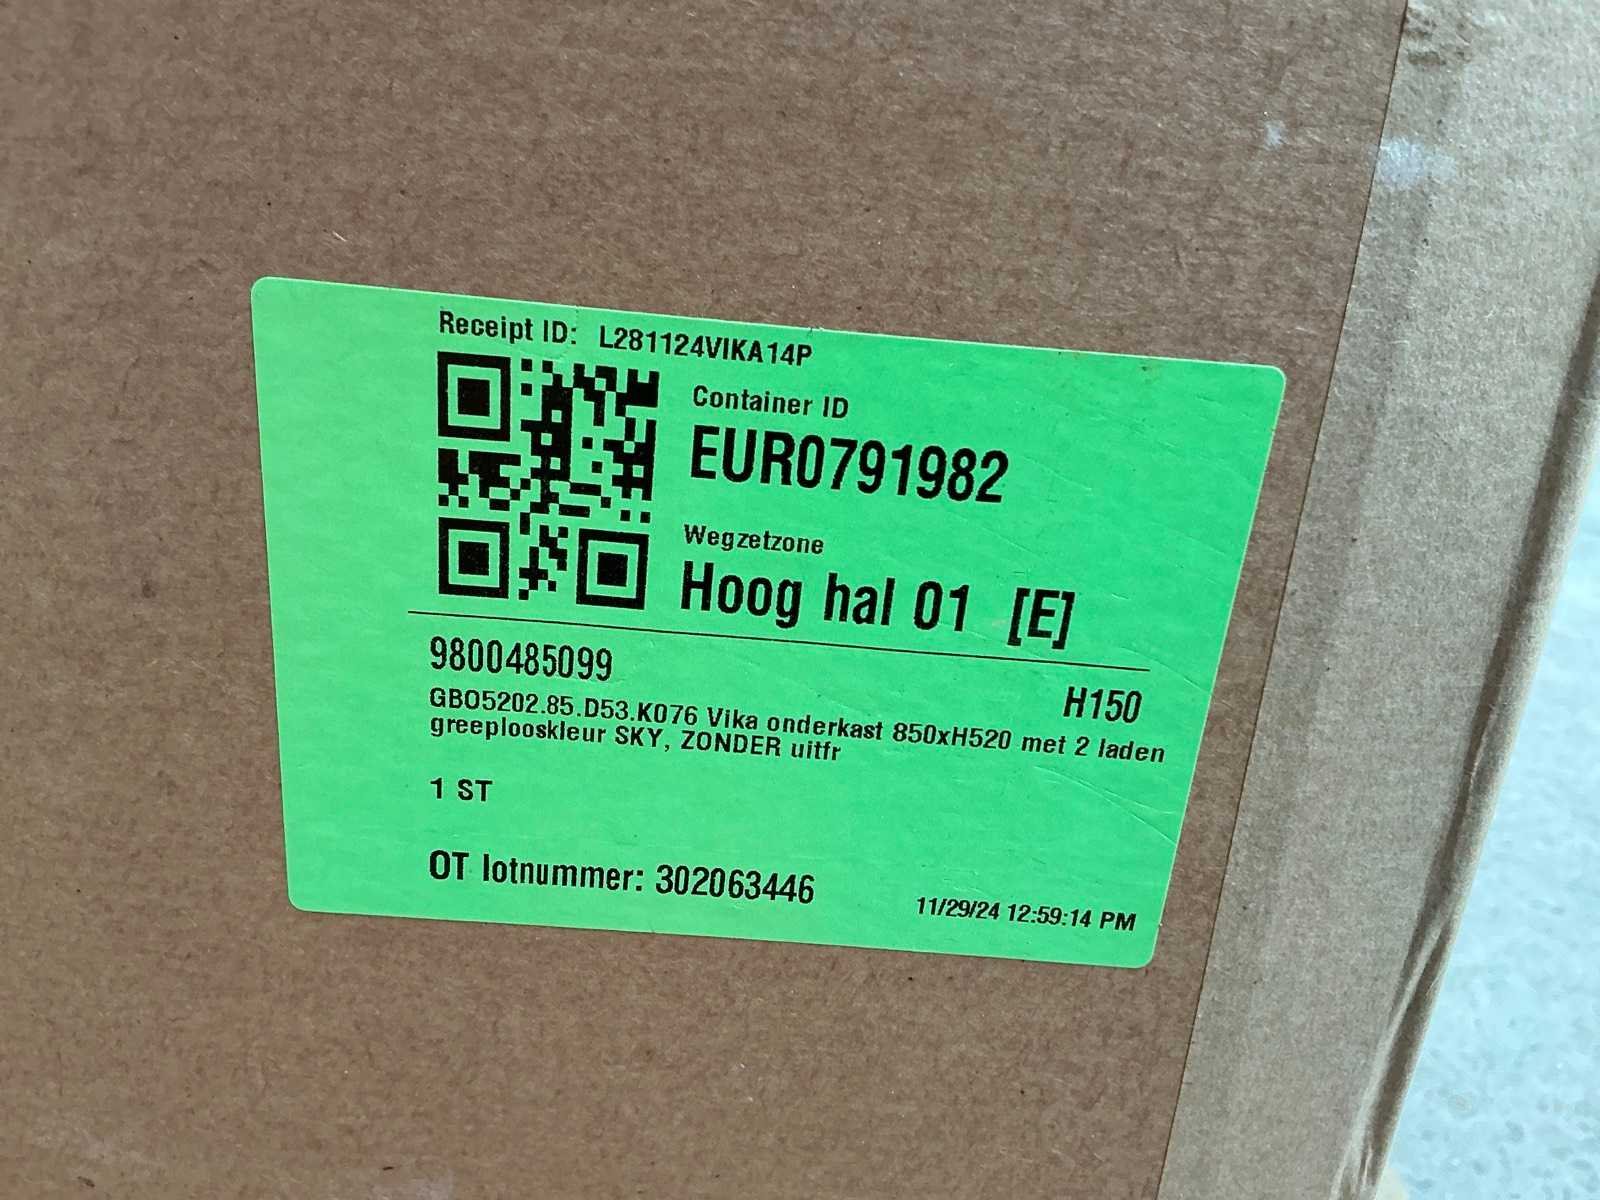 Receipt ID: L281124VIKA14P
Container ID
EUR0791982
Wegzetzone
Hoog hal 01 [E]
9800485099
H150
GBO5202.85.D53.K076 Vika onderkast 850xH520 met 2 laden
greeplooskleur SKY, ZONDER uitfr
1 ST
OT lotnummer: 302063446
11/29/24 12:59:14 PM